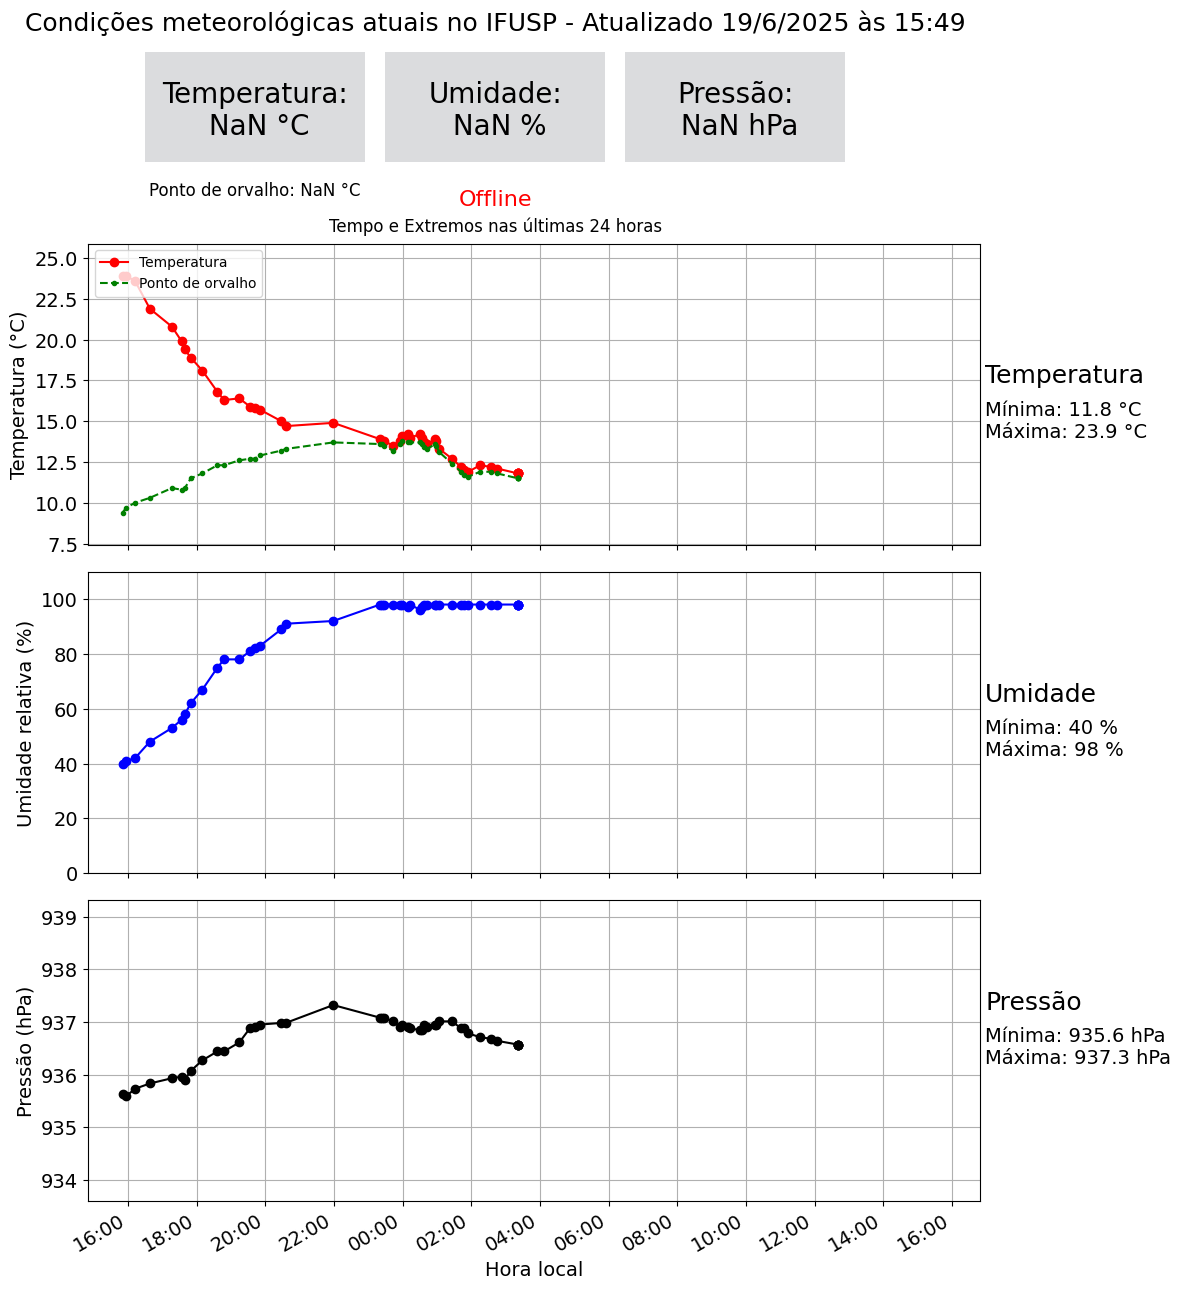 Condições meteorológicas atuais no IFUSP - Atualizado 19/6/2025 às 15:49
Temperatura:
NaN °C
Umidade:
NaN %
Pressão:
NaN hPa
Ponto de orvalho: NaN °C
Offline
Tempo e Extremos nas últimas 24 horas
Temperatura (°C)
25.0
22.5
20.0
17.5
15.0
12.5
10.0
7.5
Temperatura
Ponto de orvalho
Temperatura
Mínima: 11.8 °C
Máxima: 23.9 °C
Umidade relativa (%)
100
80
60
40
20
0
Umidade
Mínima: 40 %
Máxima: 98 %
Pressão (hPa)
939
938
937
936
935
934
Pressão
Mínima: 935.6 hPa
Máxima: 937.3 hPa
16:00
18:00
20:00
22:00
00:00
02:00
04:00
06:00
08:00
10:00
12:00
14:00
16:00
Hora local